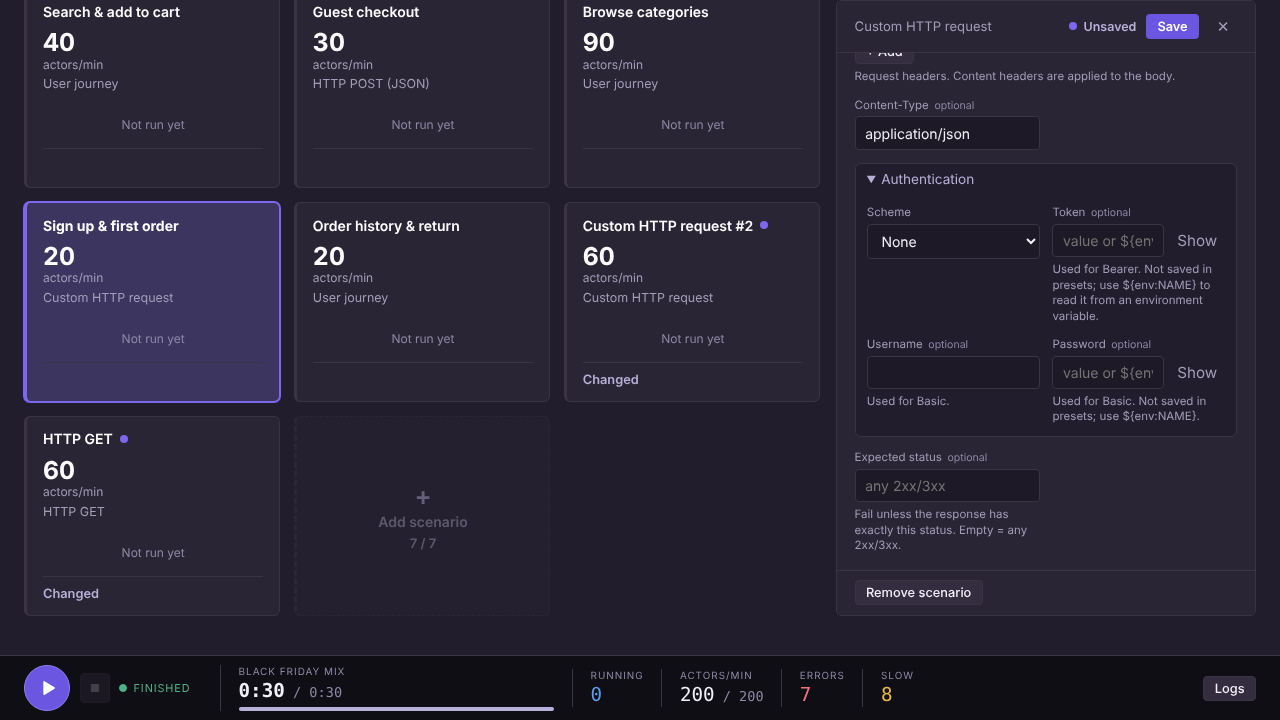 Search & add to cart
40
actors/min
User journey
Not run yet
Guest checkout
30
actors/min
HTTP POST (JSON)
Not run yet
Browse categories
90
actors/min
User journey
Not run yet
Sign up & first order
20
actors/min
Custom HTTP request
Not run yet
Order history & return
20
actors/min
User journey
Not run yet
Custom HTTP request #2
60
actors/min
Custom HTTP request
Not run yet
Changed
HTTP GET
60
actors/min
HTTP GET
Not run yet
Changed
+
Add scenario
7 / 7
Custom HTTP request
Unsaved
Save
+ Add
Request headers. Content headers are applied to the body.
Content-Type optional
application/json
Authentication
Scheme
None
Token optional
value or ${env
Show
Used for Bearer. Not saved in
presets; use ${env:NAME} to
read it from an environment
variable.
Username optional
Used for Basic.
Password optional
value or ${env
Show
Used for Basic. Not saved in
presets; use ${env:NAME}.
Expected status optional
any 2xx/3xx
Fail unless the response has
exactly this status. Empty = any
2xx/3xx.
Remove scenario
FINISHED
BLACK FRIDAY MIX
0:30 / 0:30
RUNNING
0
ACTORS/MIN
200 / 200
ERRORS
7
SLOW
8
Logs